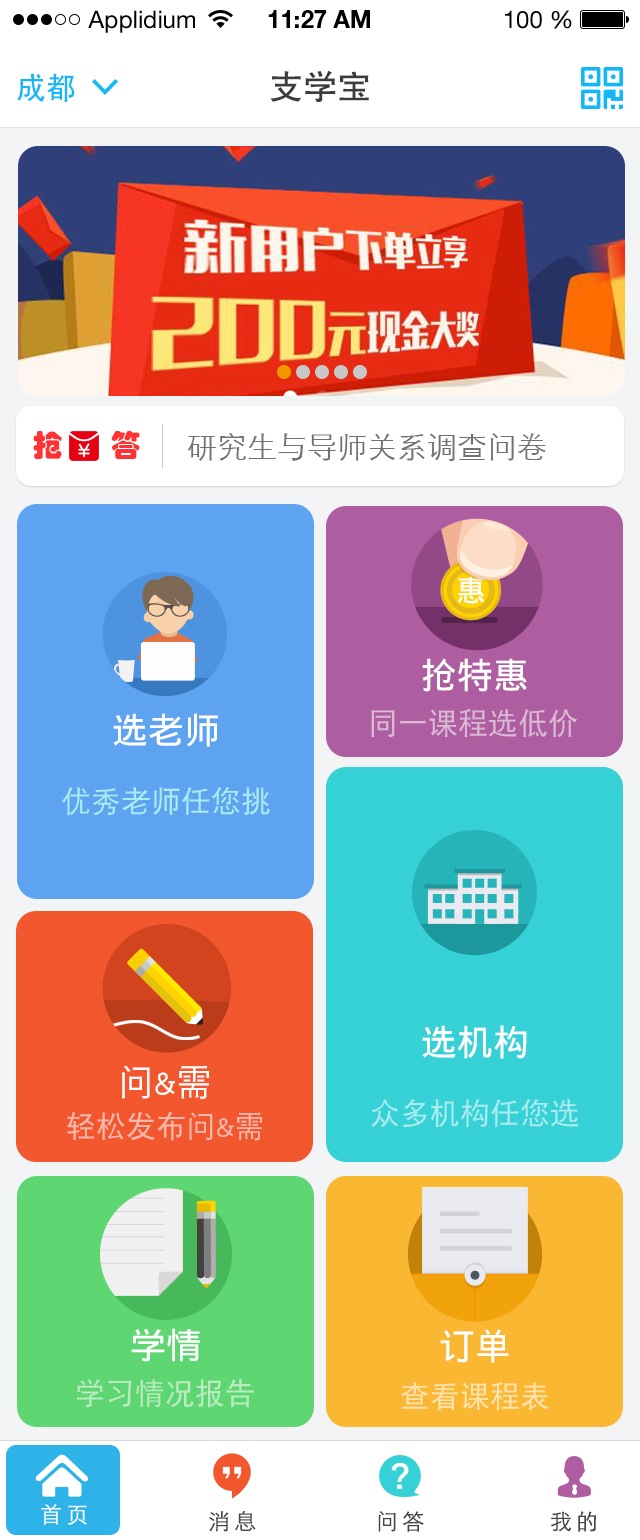 Applidium 11:27 AM 100 %
成都 支学宝
新用户下单立享
200元现金大奖
抢 ¥ 答 研究生与导师关系调查问卷
选老师
优秀老师任您挑
惠
抢特惠
同一课程选低价
选机构
众多机构任您选
问&需
轻松发布问&需
学情
学习情况报告
订单
查看课程表
首页 消息 ? 问答 我的